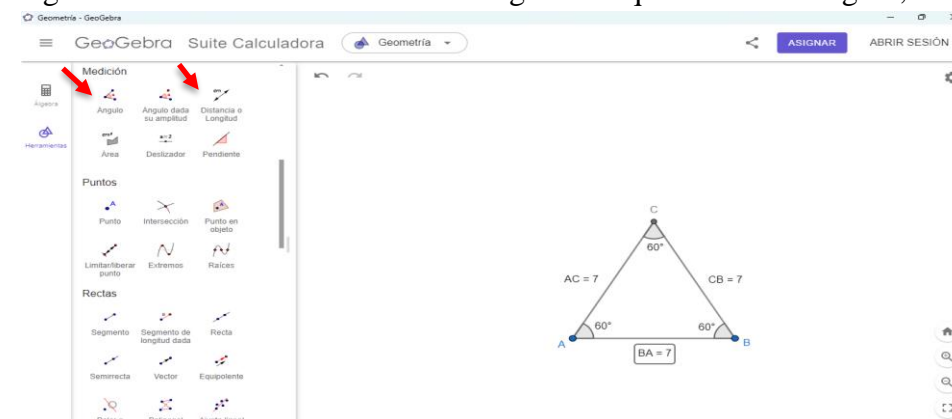 Geometría - GeoGebra
GeoGebra Suite Calculadora Geometría ASIGNAR ABRIR SESIÓN
Medición
Álgebra
Herramientas
Ángulo
Ángulo dada su amplitud
Distancia o Longitud
Área
Deslizador
Pendiente
Puntos
Punto
Intersección
Punto en objeto
Limitar/liberar punto
Extremos
Raíces
Rectas
Segmento
Segmento de longitud dada
Recta
Semirrecta
Vector
Equipolente
C
60°
AC = 7
CB = 7
60°
60°
A
B
BA = 7